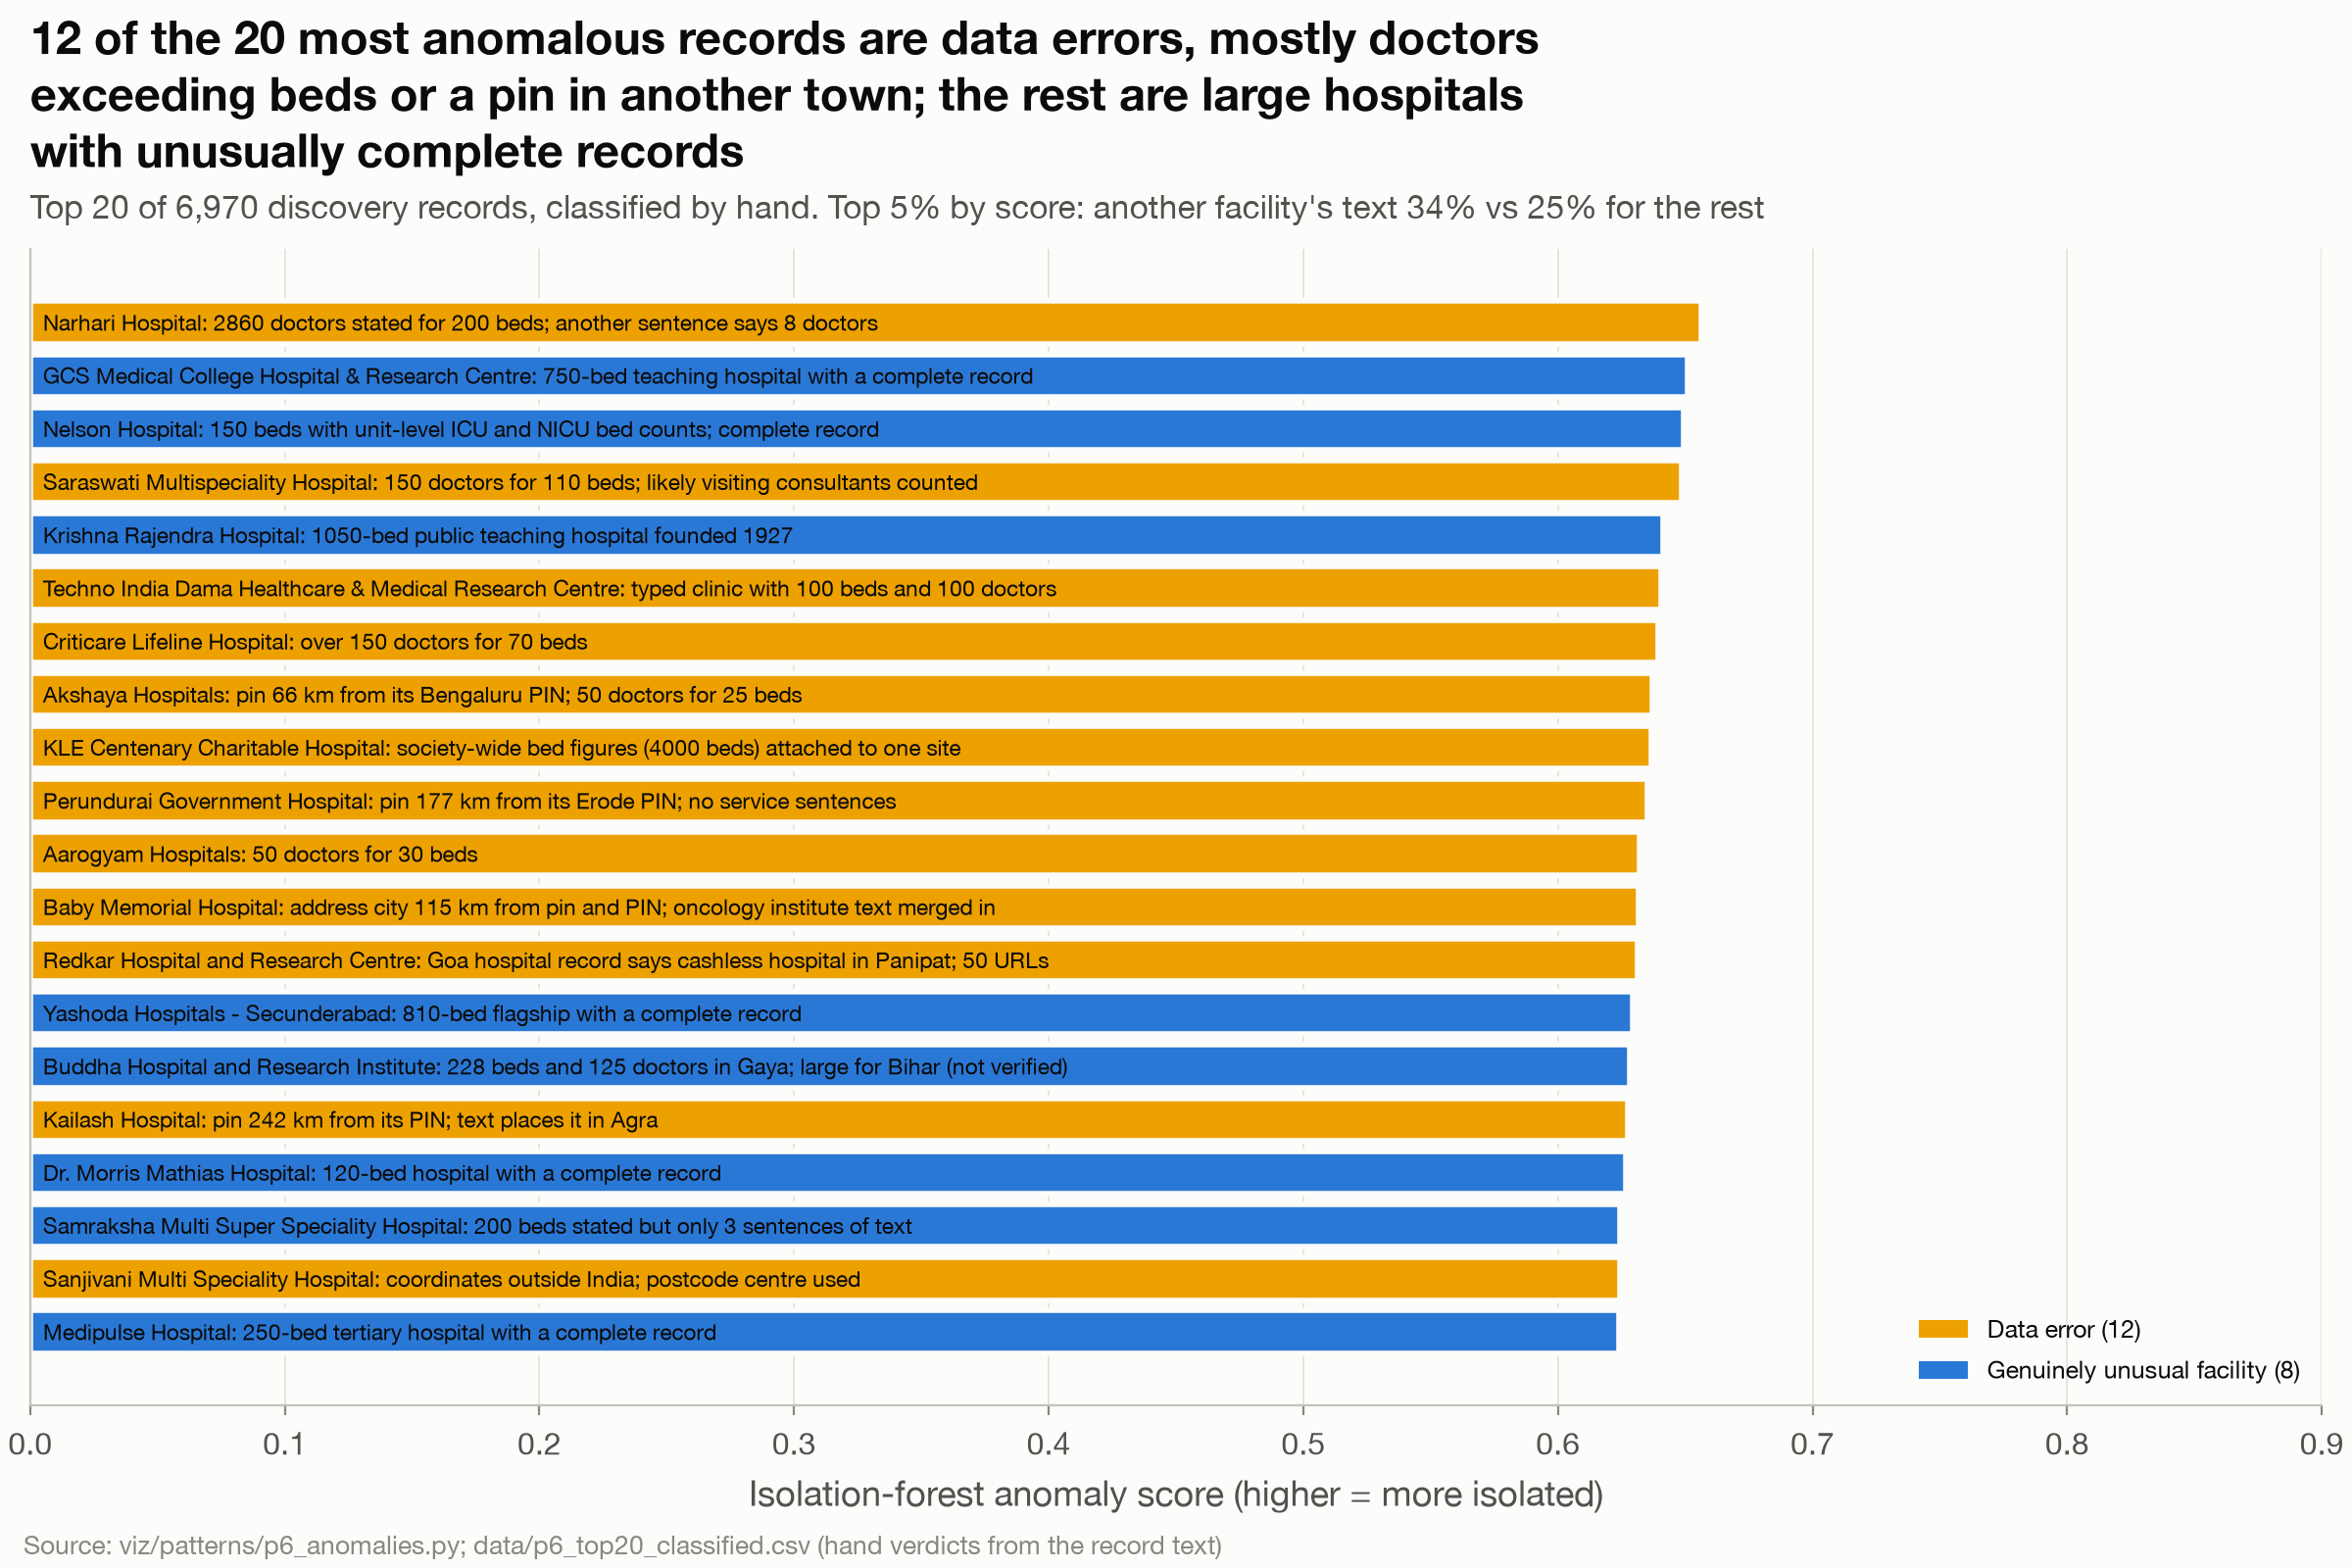 12 of the 20 most anomalous records are data errors, mostly doctors
exceeding beds or a pin in another town; the rest are large hospitals
with unusually complete records
Top 20 of 6,970 discovery records, classified by hand. Top 5% by score: another facility's text 34% vs 25% for the rest
Narhari Hospital: 2860 doctors stated for 200 beds; another sentence says 8 doctors
GCS Medical College Hospital & Research Centre: 750-bed teaching hospital with a complete record
Nelson Hospital: 150 beds with unit-level ICU and NICU bed counts; complete record
Saraswati Multispeciality Hospital: 150 doctors for 110 beds; likely visiting consultants counted
Krishna Rajendra Hospital: 1050-bed public teaching hospital founded 1927
Techno India Dama Healthcare & Medical Research Centre: typed clinic with 100 beds and 100 doctors
Criticare Lifeline Hospital: over 150 doctors for 70 beds
Akshaya Hospitals: pin 66 km from its Bengaluru PIN; 50 doctors for 25 beds
KLE Centenary Charitable Hospital: society-wide bed figures (4000 beds) attached to one site
Perundurai Government Hospital: pin 177 km from its Erode PIN; no service sentences
Aarogyam Hospitals: 50 doctors for 30 beds
Baby Memorial Hospital: address city 115 km from pin and PIN; oncology institute text merged in
Redkar Hospital and Research Centre: Goa hospital record says cashless hospital in Panipat; 50 URLs
Yashoda Hospitals - Secunderabad: 810-bed flagship with a complete record
Buddha Hospital and Research Institute: 228 beds and 125 doctors in Gaya; large for Bihar (not verified)
Kailash Hospital: pin 242 km from its PIN; text places it in Agra
Dr. Morris Mathias Hospital: 120-bed hospital with a complete record
Samraksha Multi Super Speciality Hospital: 200 beds stated but only 3 sentences of text
Sanjivani Multi Speciality Hospital: coordinates outside India; postcode centre used
Medipulse Hospital: 250-bed tertiary hospital with a complete record
Data error (12)
Genuinely unusual facility (8)
0.0 0.1 0.2 0.3 0.4 0.5 0.6 0.7 0.8 0.9
Isolation-forest anomaly score (higher = more isolated)
Source: viz/patterns/p6_anomalies.py; data/p6_top20_classified.csv (hand verdicts from the record text)